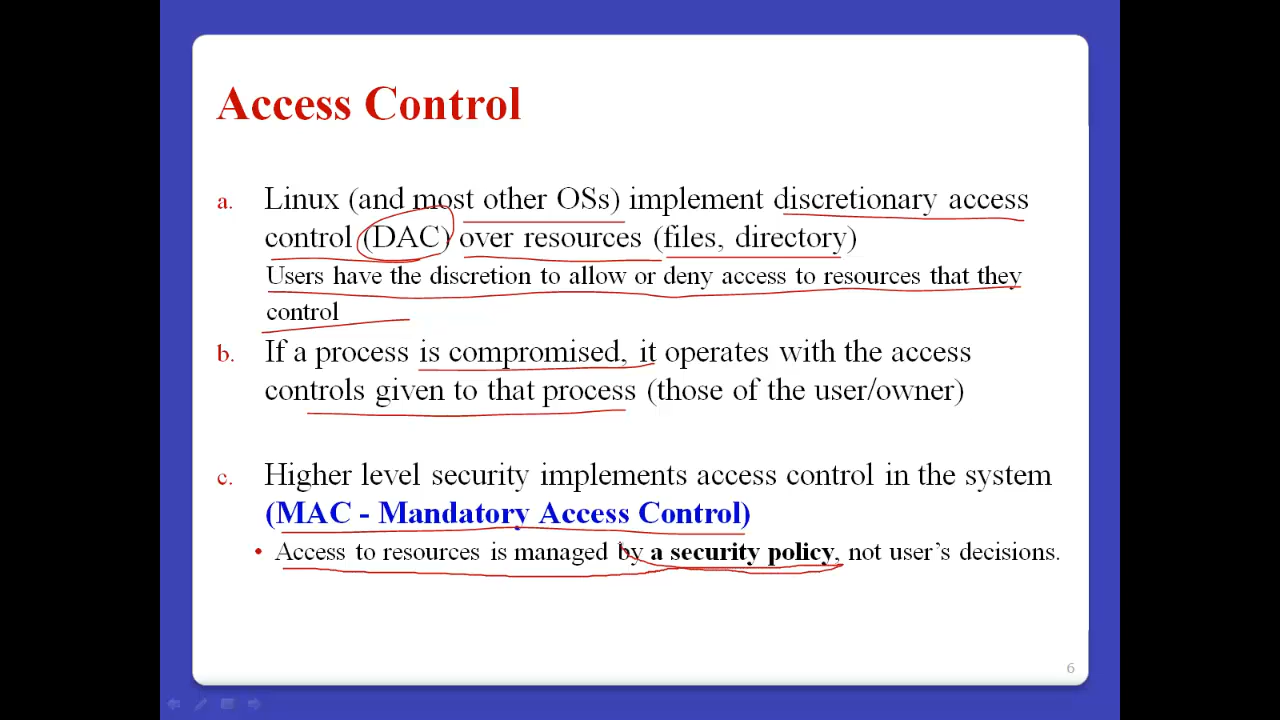 Access Control
a. Linux (and most other OSs) implement discretionary access
control (DAC) over resources (files, directory)
Users have the discretion to allow or deny access to resources that they
control
b. If a process is compromised, it operates with the access
controls given to that process (those of the user/owner)
c. Higher level security implements access control in the system
(MAC - Mandatory Access Control)
• Access to resources is managed by a security policy, not user's decisions.
6